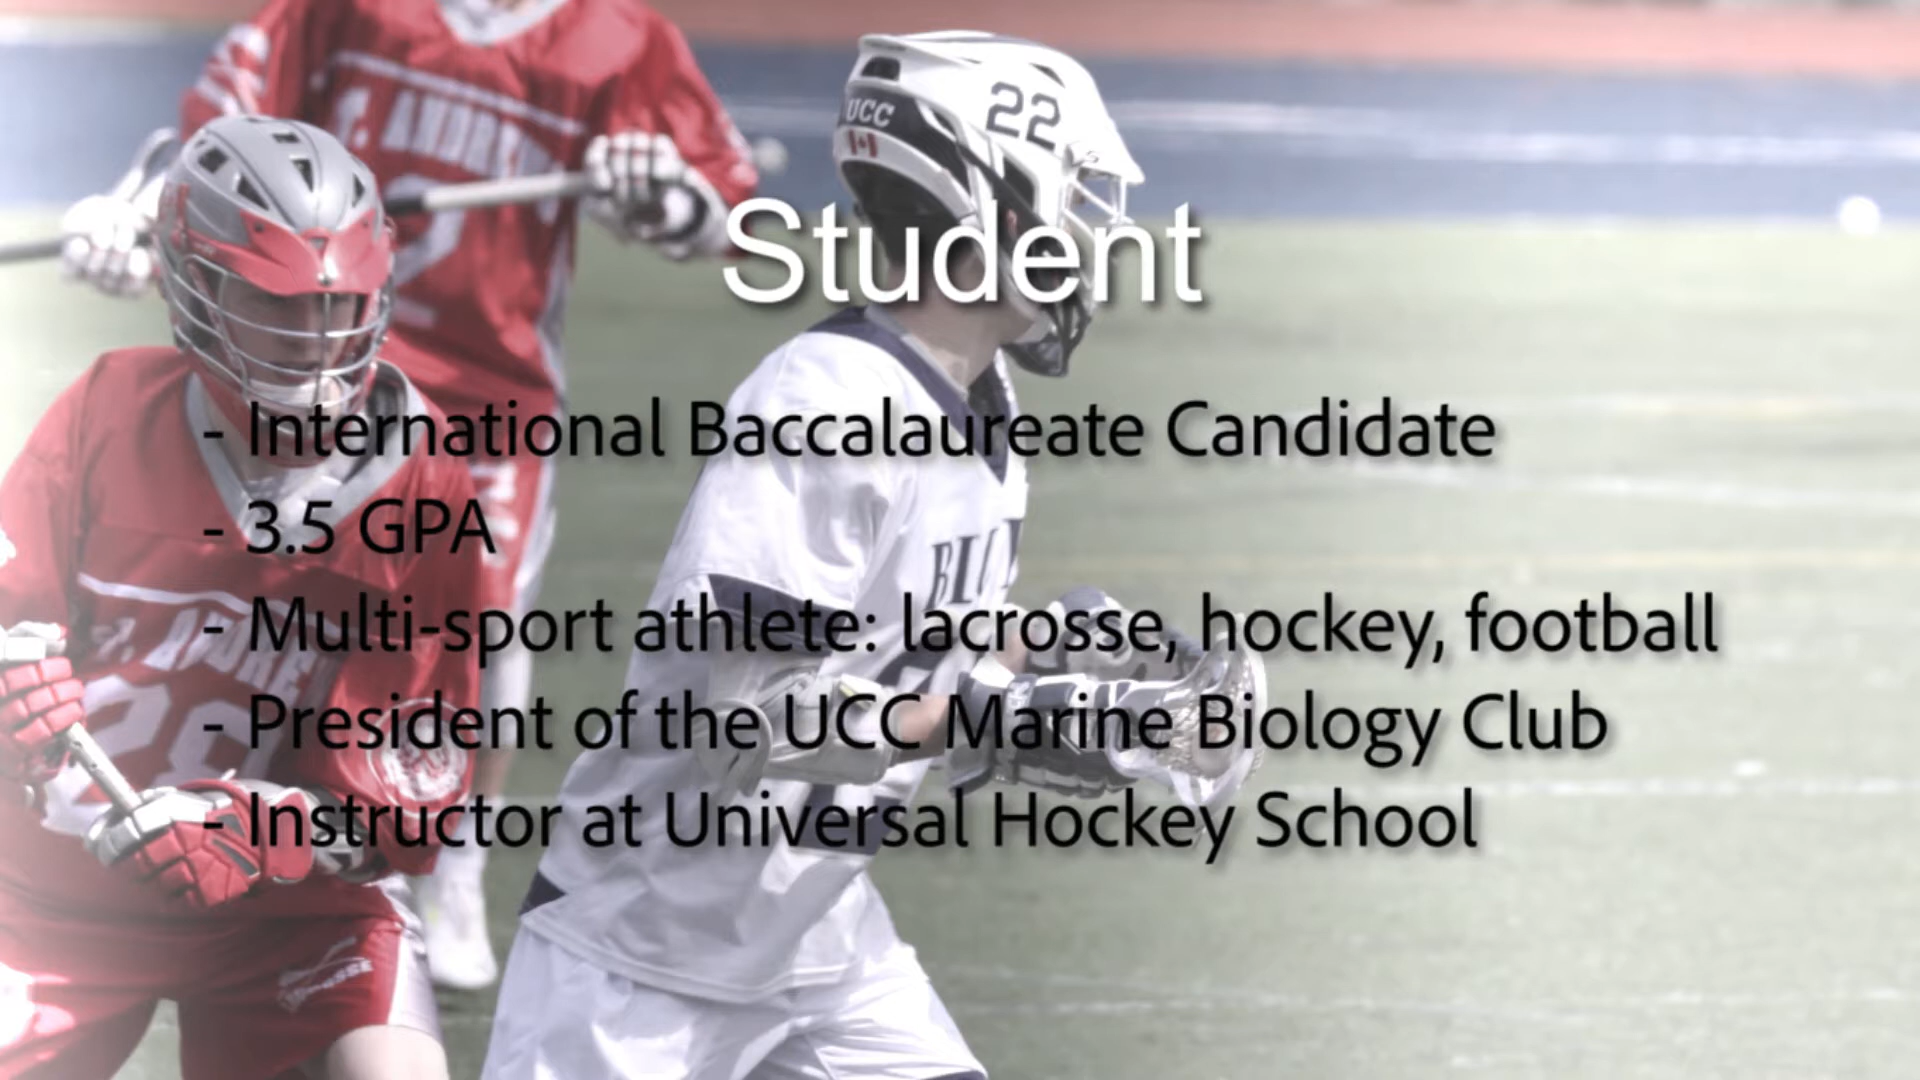 UCC
22
Student
- International Baccalaureate Candidate
- 3.5 GPA
- Multi-sport athlete: lacrosse, hockey, football
- President of the UCC Marine Biology Club
- Instructor at Universal Hockey School